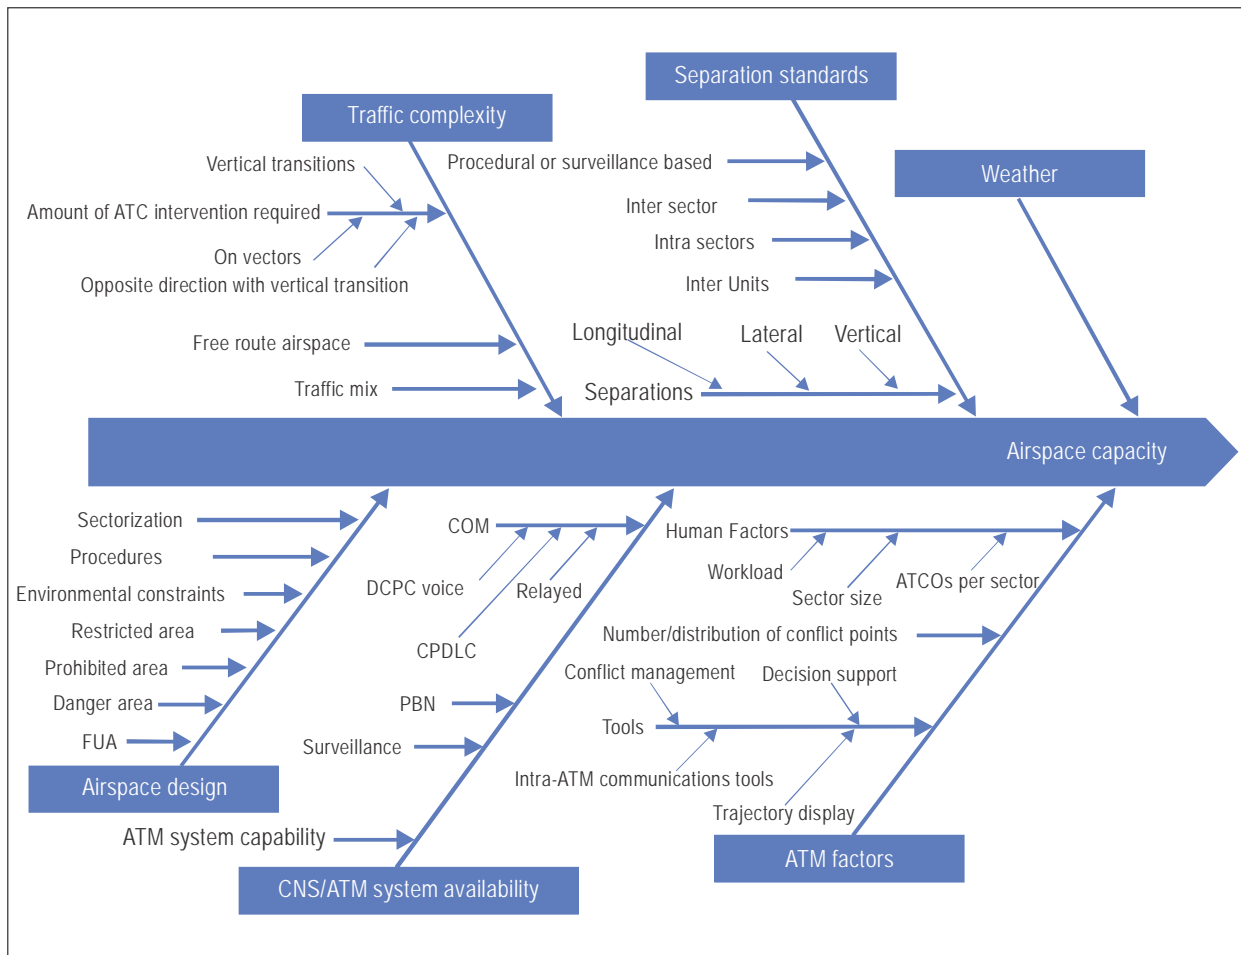 Separation standards
Traffic complexity
Weather
Vertical transitions
Procedural or surveillance based
Amount of ATC intervention required
Inter sector
Intra sectors
On vectors
Opposite direction with vertical transition
Inter Units
Free route airspace
Longitudinal
Lateral
Vertical
Traffic mix
Separations
Airspace capacity
Sectorization
COM
Human Factors
Procedures
Workload
ATCOs per sector
Environmental constraints
DCPC voice
Relayed
Sector size
Restricted area
Number/distribution of conflict points
CPDLC
Prohibited area
Conflict management
Decision support
Danger area
PBN
Tools
FUA
Surveillance
Airspace design
Intra-ATM communications tools
Trajectory display
ATM system capability
ATM factors
CNS/ATM system availability